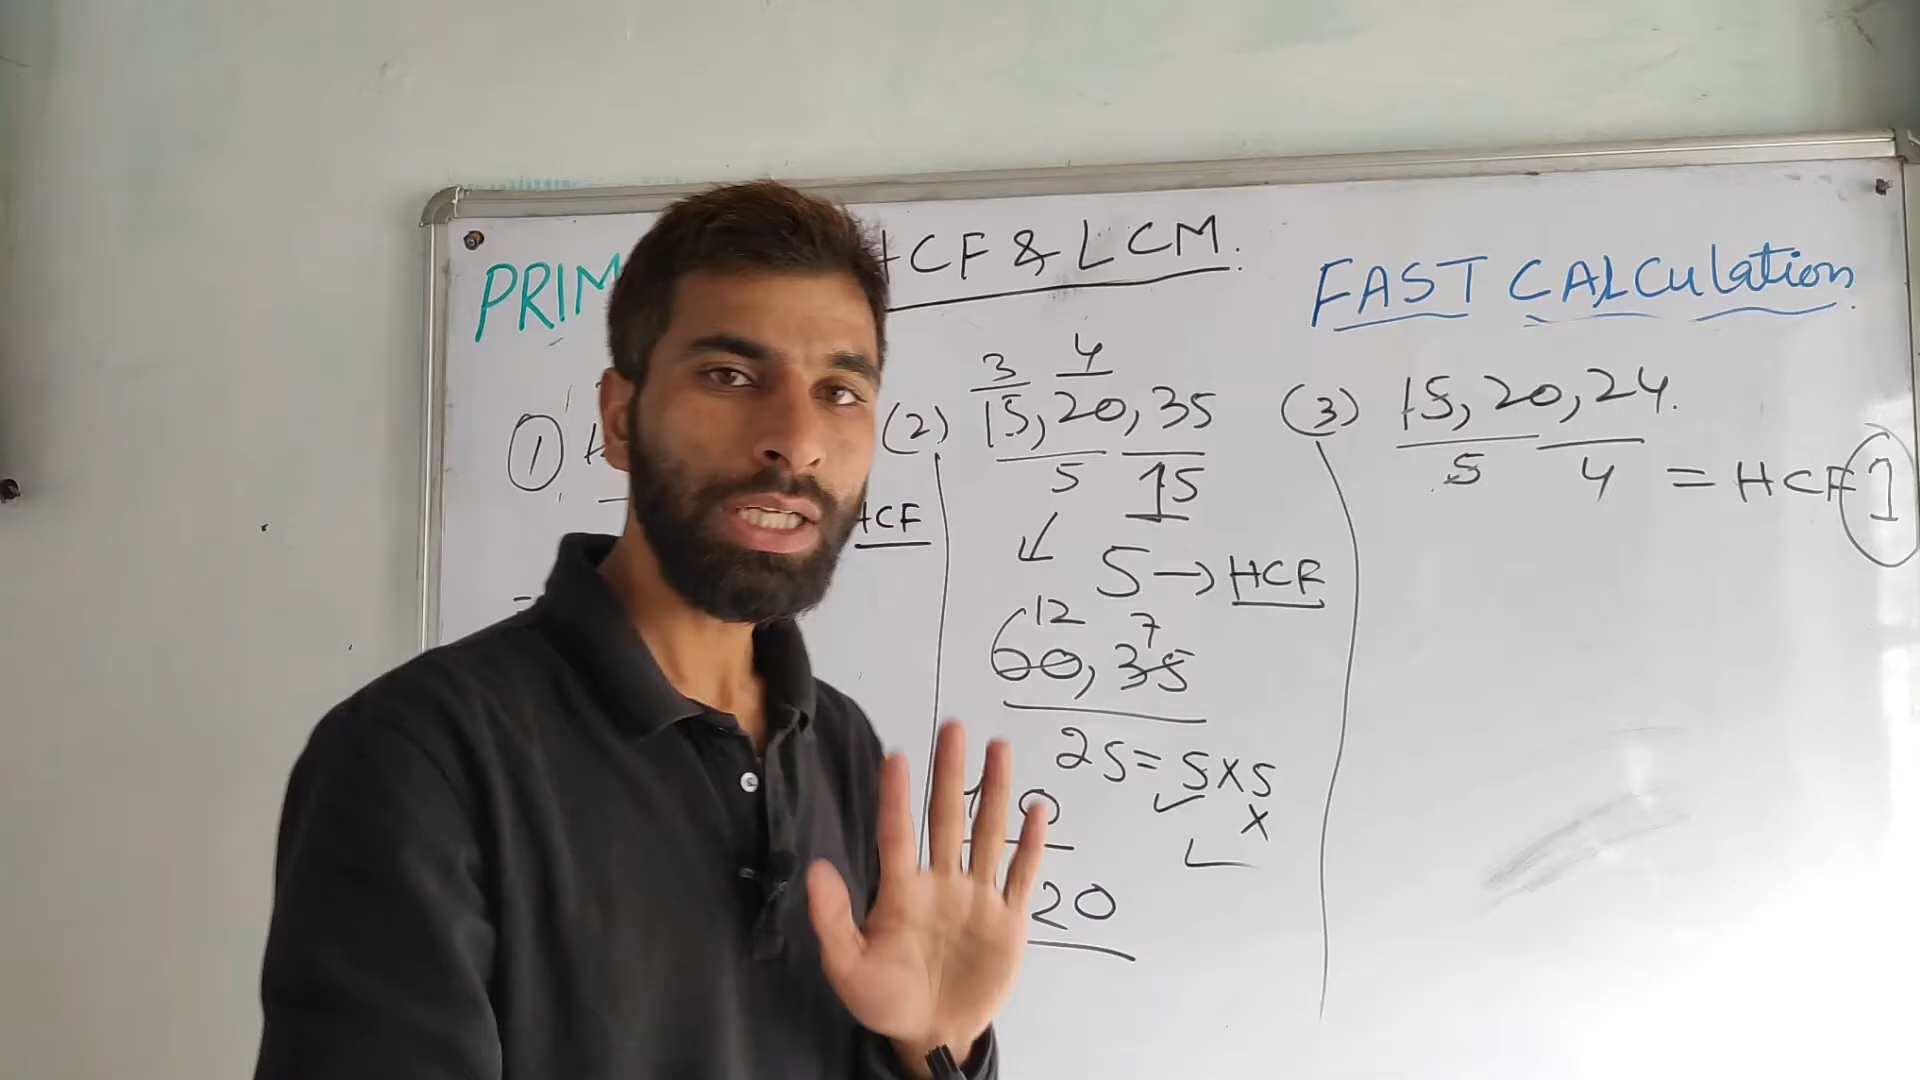 PRIM HCF & LCM. FAST CALCulation
① HCF
(2) 3 4
15, 20, 35
5 15
5 → HCF
12 7
60, 35
25 = 5×5
×
20
(3) 15, 20, 24.
5 4 = HCF 1